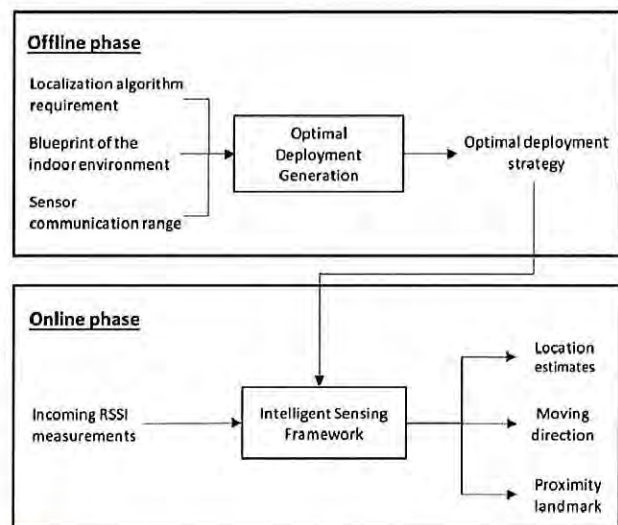 Offline phase
Localization algorithm
requirement
Blueprint of the
indoor environment
Sensor
communication range
Optimal
Deployment
Generation
Optimal deployment
strategy
Online phase
Incoming RSSI
measurements
Intelligent Sensing
Framework
Location
estimates
Moving
direction
Proximity
landmark